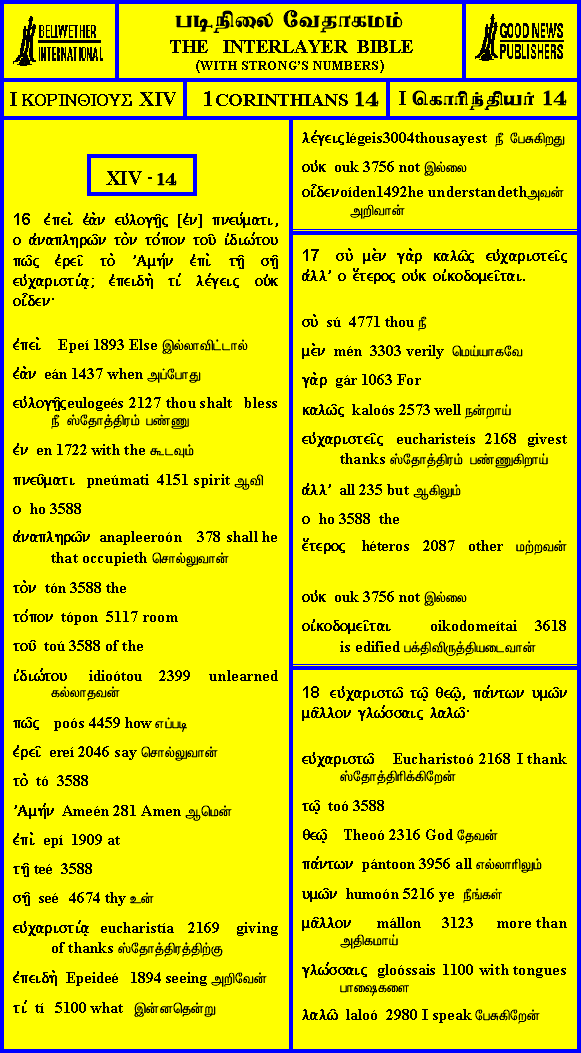 BELLWETHER
INTERNATIONAL
படிநிலை வேதாகமம்
THE INTERLAYER BIBLE
(WITH STRONG'S NUMBERS)
GOOD NEWS
PUBLISHERS
I ΚΟΡΙΝΘΙΟΥΣ XIV
1 CORINTHIANS 14
I கொரிந்தியர் 14
XIV - 14
16 ἐπεὶ ἐὰν εὐλογῇς [ἐν] πνεύματι,
ο ἀναπληρῶν τὸν τόπον τοῦ ἰδιώτου
πῶς ἐρεῖ τὸ Ἀμήν ἐπὶ τῇ σῇ
εὐχαριστίᾳ; ἐπειδὴ τί λέγεις οὐκ
οἶδεν·
ἐπεὶ Epeí 1893 Else இல்லாவிட்டால்
ἐὰν eán 1437 when அப்போது
εὐλογῇς eulogeés 2127 thou shalt bless
நீ ஸ்தோத்திரம் பண்ணு
ἐν en 1722 with the கூடவும்
πνεῦματι pneúmati 4151 spirit ஆவி
ο ho 3588
ἀναπληρῶν anapleeroón 378 shall he
that occupieth சொல்லுவான்
τὸν tón 3588 the
τόπον tópon 5117 room
τοῦ toú 3588 of the
ἰδιώτου idioótou 2399 unlearned
கல்லாதவன்
πῶς poós 4459 how எப்படி
ἐρεῖ ereí 2046 say சொல்லுவான்
τὸ tó 3588
Ἀμήν Ameén 281 Amen ஆமென்
ἐπὶ epí 1909 at
τῇ teé 3588
σῇ seé 4674 thy உன்
εὐχαριστίᾳ eucharistía 2169 giving
of thanks ஸ்தோத்திரத்திற்கு
ἐπειδὴ Epeideé 1894 seeing அறிவேன்
τί tí 5100 what இன்னதென்று
λέγεις légeis3004thousayest நீ பேசுகிறது
οὐκ ouk 3756 not இல்லை
οἶδεν oíden1492he understandethஅவன்
அறிவான்
17 σὺ μὲν γὰρ καλῶς εὐχαριστεῖς
ἀλλ' ο ἕτερος οὐκ οἰκοδομεῖται.
σὺ sú 4771 thou நீ
μὲν mén 3303 verily மெய்யாகவே
γὰρ gár 1063 For
καλῶς kaloós 2573 well நன்றாய்
εὐχαριστεῖς eucharisteís 2168 givest
thanks ஸ்தோத்திரம் பண்ணுகிறாய்
ἀλλ' all 235 but ஆகிலும்
ο ho 3588 the
ἕτερος héteros 2087 other மற்றவன்
οὐκ ouk 3756 not இல்லை
οἰκοδομεῖται oikodomeítai 3618
is edified பக்திவிருத்தியடைவான்
18 εὐχαριστῶ τῷ θεῷ, πάντων υμῶν
μᾶλλον γλώσσαις λαλῶ·
εὐχαριστῶ Eucharistoó 2168 I thank
ஸ்தோத்திரிக்கிறேன்
τῷ toó 3588
θεῷ Theoó 2316 God தேவன்
πάντων pántoon 3956 all எல்லாரிலும்
υμῶν humoón 5216 ye நீங்கள்
μᾶλλον mállon 3123 more than
அதிகமாய்
γλώσσαις gloóssais 1100 with tongues
பாஷைகளை
λαλῶ laloó 2980 I speak பேசுகிறேன்